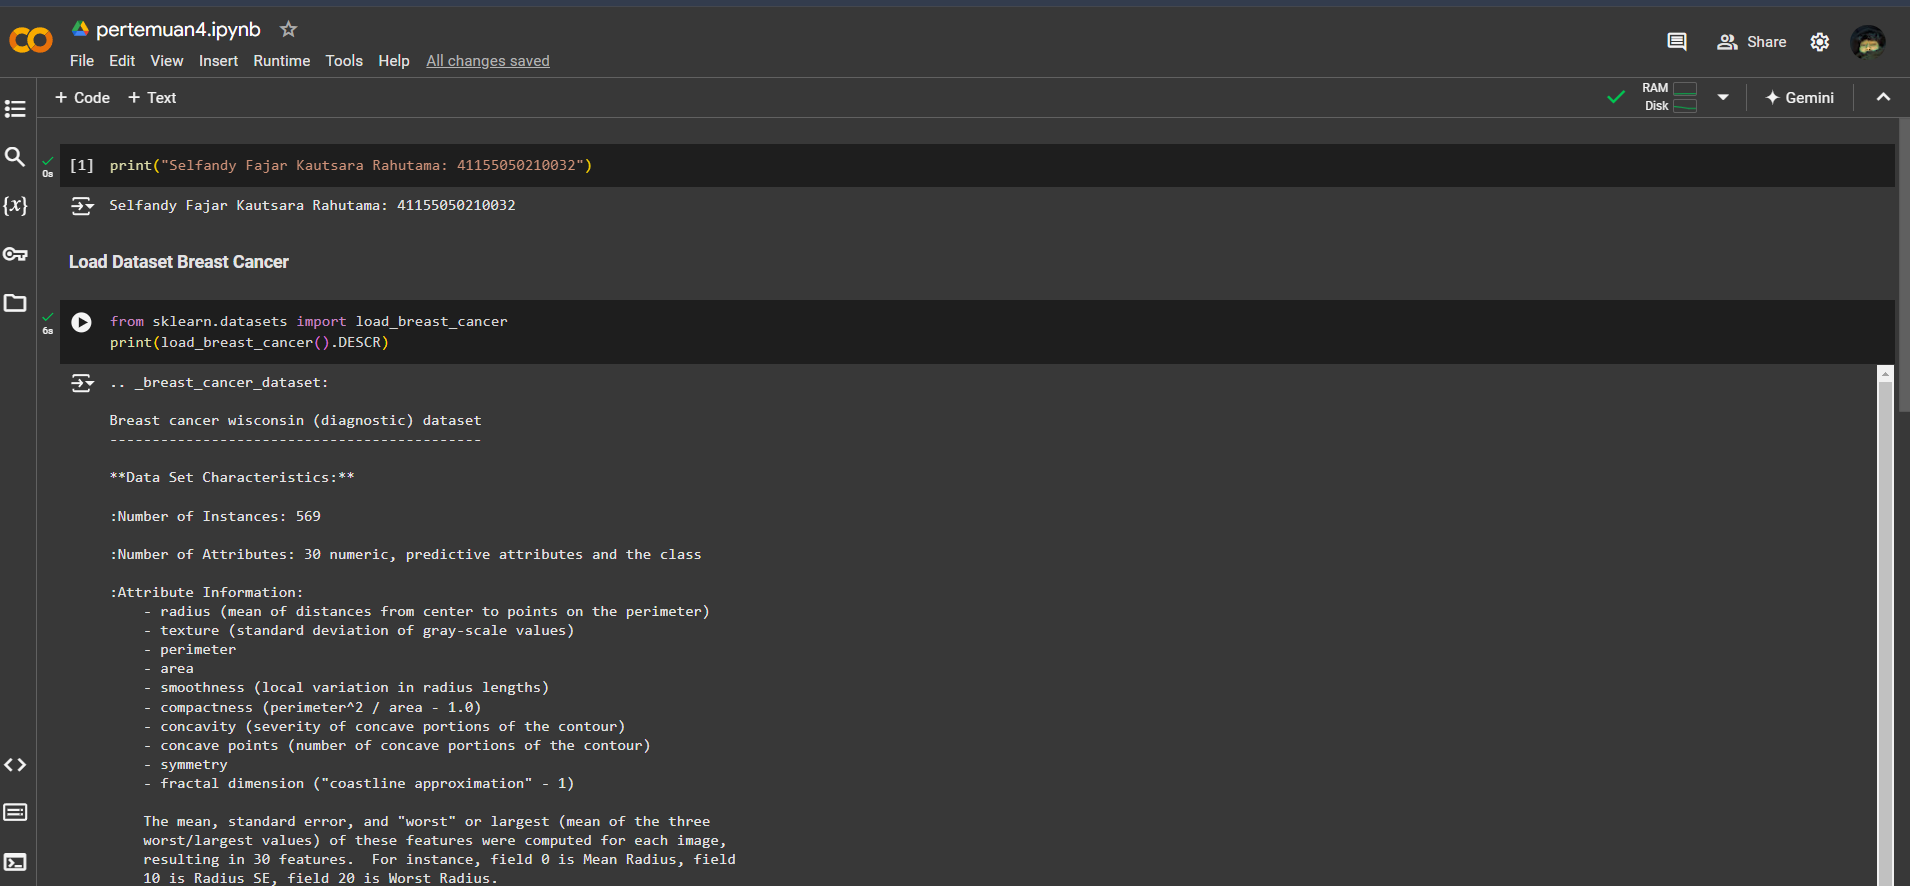 pertemuan4.ipynb
File Edit View Insert Runtime Tools Help All changes saved
Share
+ Code + Text
RAM
Disk
Gemini
0s
[1] print("Selfandy Fajar Kautsara Rahutama: 41155050210032")
Selfandy Fajar Kautsara Rahutama: 41155050210032
{x}
Load Dataset Breast Cancer
6s
from sklearn.datasets import load_breast_cancer
print(load_breast_cancer().DESCR)
.. _breast_cancer_dataset:
Breast cancer wisconsin (diagnostic) dataset
--------------------------------------------
**Data Set Characteristics:**
:Number of Instances: 569
:Number of Attributes: 30 numeric, predictive attributes and the class
:Attribute Information:
- radius (mean of distances from center to points on the perimeter)
- texture (standard deviation of gray-scale values)
- perimeter
- area
- smoothness (local variation in radius lengths)
- compactness (perimeter^2 / area - 1.0)
- concavity (severity of concave portions of the contour)
- concave points (number of concave portions of the contour)
- symmetry
- fractal dimension ("coastline approximation" - 1)
The mean, standard error, and "worst" or largest (mean of the three
worst/largest values) of these features were computed for each image,
resulting in 30 features.  For instance, field 0 is Mean Radius, field
10 is Radius SE, field 20 is Worst Radius.